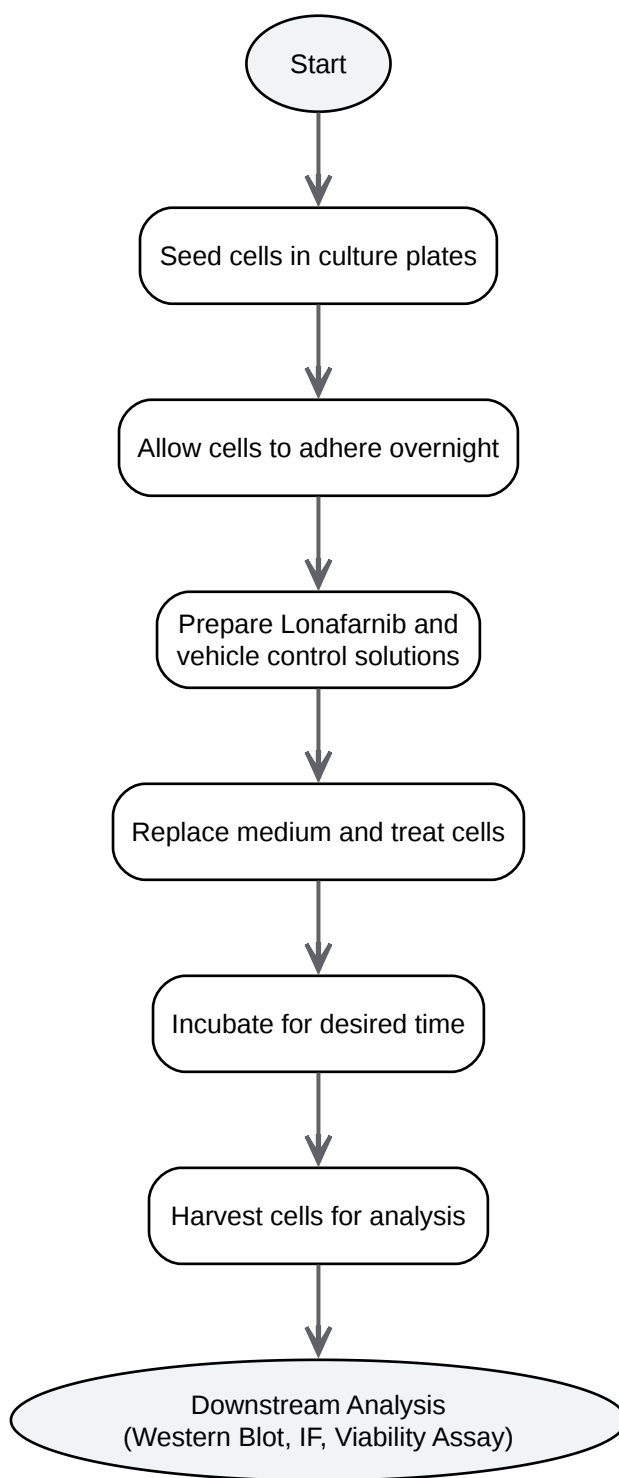 Start
Seed cells in culture plates
Allow cells to adhere overnight
Prepare Lonafarnib and
vehicle control solutions
Replace medium and treat cells
Incubate for desired time
Harvest cells for analysis
Downstream Analysis
(Western Blot, IF, Viability Assay)